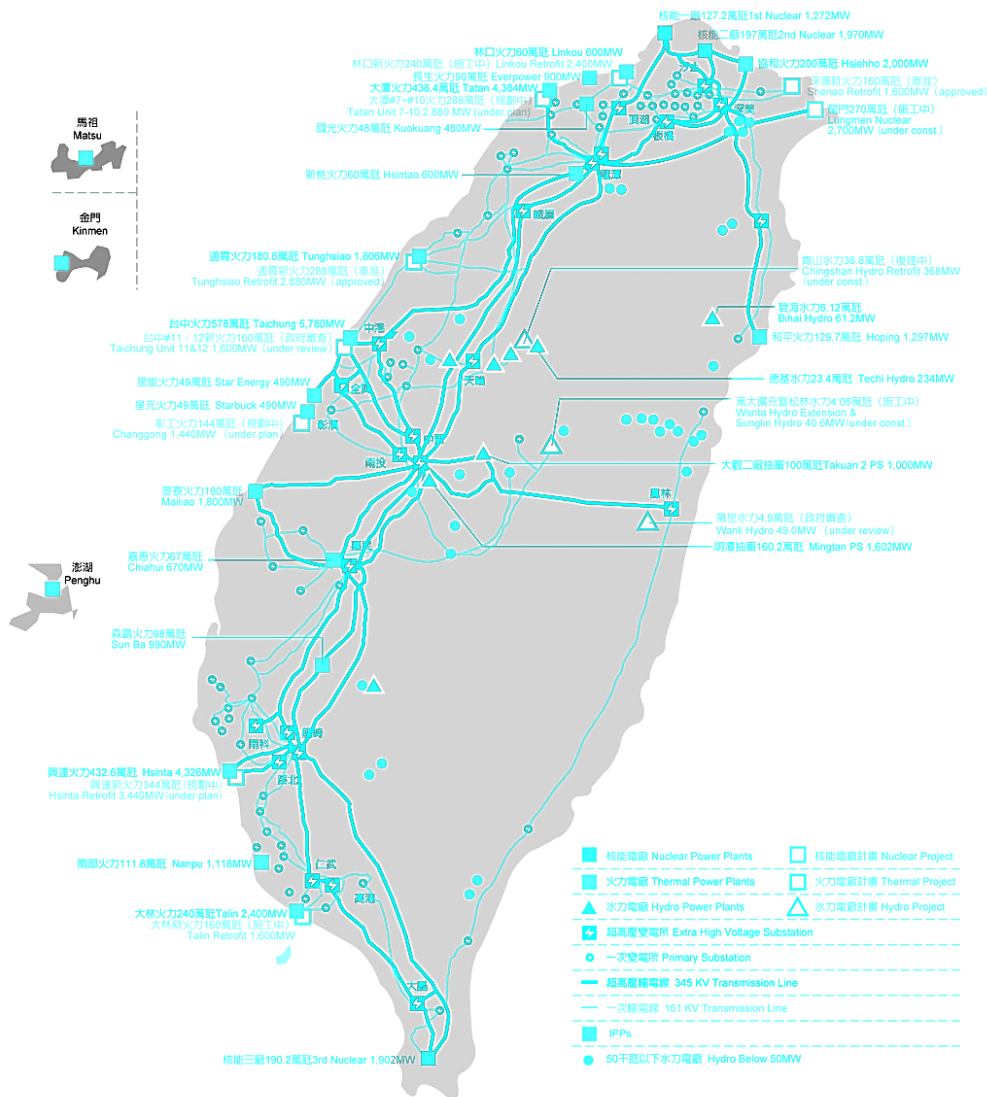 核能一廠127.2萬瓩1st Nuclear 1,272MW
核能二廠197萬瓩2nd Nuclear 1,970MW
林口火力60萬瓩 Linkou 600MW
林口新火力240萬瓩（施工中）Linkou Retrofit 2,400MW
協和火力200萬瓩 Hsiehho 2,000MW
長生火力90萬瓩 Everpower 900MW
汐止
深澳新火力160萬瓩（審准）
Shenao Retrofit 1,600MW (approved)
大潭火力438.4萬瓩 Tatan 4,384MW
大潭#7~#10火力288萬瓩（規劃中）
Tatan Unit 7-10 2,880 MW (under plan)
頂湖
板橋
深美
龍門270萬瓩（施工中）
Longmen Nuclear
2,700MW (under const.)
國光火力48萬瓩 Kuokuang 480MW
馬祖
Matsu
新桃火力60萬瓩 Hsintao 600MW
龍潭
峨眉
金門
Kinmen
通霄火力180.6萬瓩 Tunghsiao 1,806MW
通霄新火力288萬瓩（審准）
Tunghsiao Retrofit 2,880MW (approved)
青山水力36.8萬瓩（復建中）
Chingshan Hydro Retrofit 368MW
(under const.)
碧海水力6.12萬瓩
Bihai Hydro 61.2MW
台中火力578萬瓩 Taichung 5,780MW
中港
台中#11、12新火力160萬瓩（政府審查）
Taichung Unit 11&12 1,600MW (under review)
和平火力129.7萬瓩 Hoping 1,297MW
天輪
德基水力23.4萬瓩 Techi Hydro 234MW
星能火力49萬瓩 Star Energy 490MW
全興
星元火力49萬瓩 Starbuck 490MW
彰濱
彰工火力144萬瓩（規劃中）
Changgong 1,440MW (under plan)
萬大擴充暨松林水力4.06萬瓩（施工中）
Wanta Hydro Extension &
Sunglin Hydro 40.6MW(under const.)
中寮
南投
大觀二廠抽蓄100萬瓩Takuan 2 PS 1,000MW
麥寮火力180萬瓩
Mailiao 1,800MW
鳳林
萬里水力4.9萬瓩（政府審查）
Wanli Hydro 49.0MW (under review)
明潭抽蓄160.2萬瓩 Mingtan PS 1,602MW
嘉民
嘉惠火力67萬瓩
Chiahui 670MW
澎湖
Penghu
森霸火力98萬瓩
Sun Ba 980MW
龍崎
南科
路北
興達火力432.6萬瓩 Hsinta 4,326MW
興達新火力344萬瓩(規劃中)
Hsinta Retrofit 3,440MW(under plan)
南部火力111.8萬瓩 Nanpu 1,118MW
仁武
高港
大林火力240萬瓩Talin 2,400MW
大林新火力160萬瓩（施工中）
Talin Retrofit 1,600MW
大鵬
核能三廠190.2萬瓩3rd Nuclear 1,902MW
核能電廠 Nuclear Power Plants
核能電廠計畫 Nuclear Project
火力電廠 Thermal Power Plants
火力電廠計畫 Thermal Project
水力電廠 Hydro Power Plants
水力電廠計畫 Hydro Project
超高壓變電所 Extra High Voltage Substation
一次變電所 Primary Substation
超高壓輸電線 345 KV Transmission Line
一次輸電線 161 KV Transmission Line
IPPs
50千瓩以下水力電廠 Hydro Below 50MW